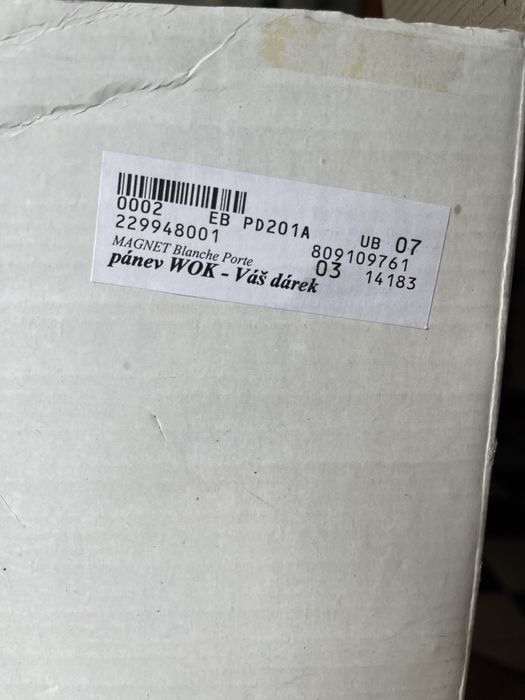 0002 EB PD201A UB 07
229948001 809109761
MAGNET Blanche Porte 03 14183
pánev WOK - Váš dárek